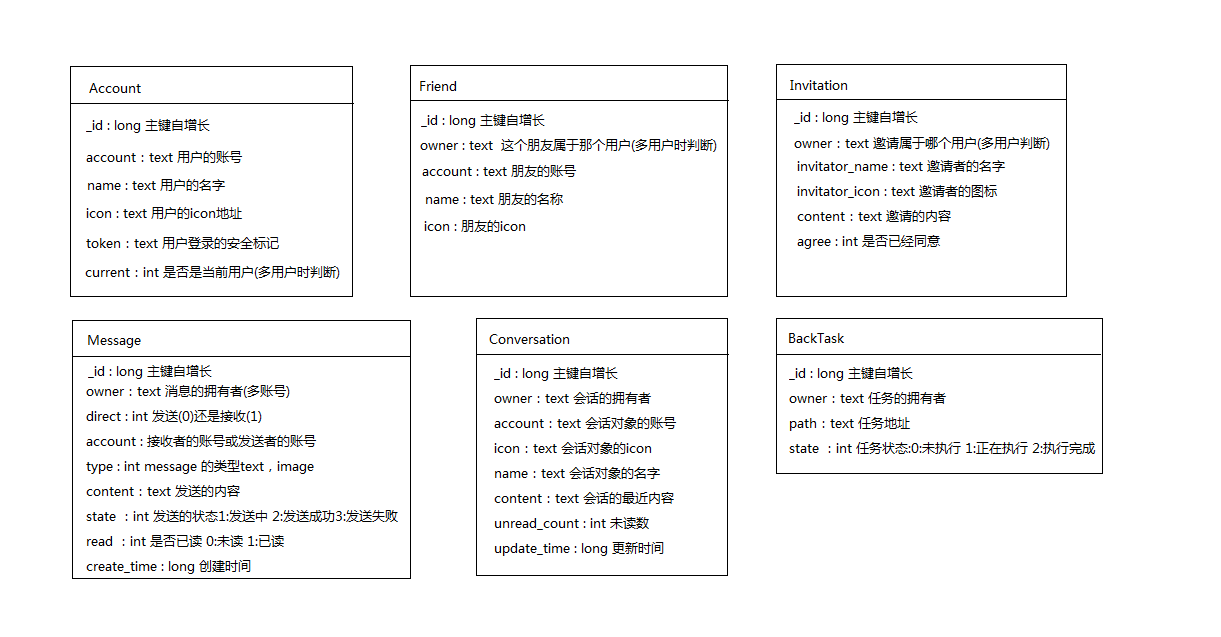 Account
_id : long 主键自增长
account : text 用户的账号
name : text 用户的名字
icon : text 用户的icon地址
token : text 用户登录的安全标记
current : int 是否是当前用户(多用户时判断)
Friend
_id : long 主键自增长
owner : text 这个朋友属于那个用户(多用户时判断)
account : text 朋友的账号
name : text 朋友的名称
icon : 朋友的icon
Invitation
_id : long 主键自增长
owner : text 邀请属于哪个用户(多用户判断)
invitator_name : text 邀请者的名字
invitator_icon : text 邀请者的图标
content : text 邀请的内容
agree : int 是否已经同意
Message
_id : long 主键自增长
owner : text 消息的拥有者(多账号)
direct : int 发送(0)还是接收(1)
account : 接收者的账号或发送者的账号
type : int message 的类型text，image
content : text 发送的内容
state : int 发送的状态1:发送中 2:发送成功3:发送失败
read : int 是否已读 0:未读 1:已读
create_time : long 创建时间
Conversation
_id : long 主键自增长
owner : text 会话的拥有者
account : text 会话对象的账号
icon : text 会话对象的icon
name : text 会话对象的名字
content : text 会话的最近内容
unread_count : int 未读数
update_time : long 更新时间
BackTask
_id : long 主键自增长
owner : text 任务的拥有者
path : text 任务地址
state : int 任务状态:0:未执行 1:正在执行 2:执行完成